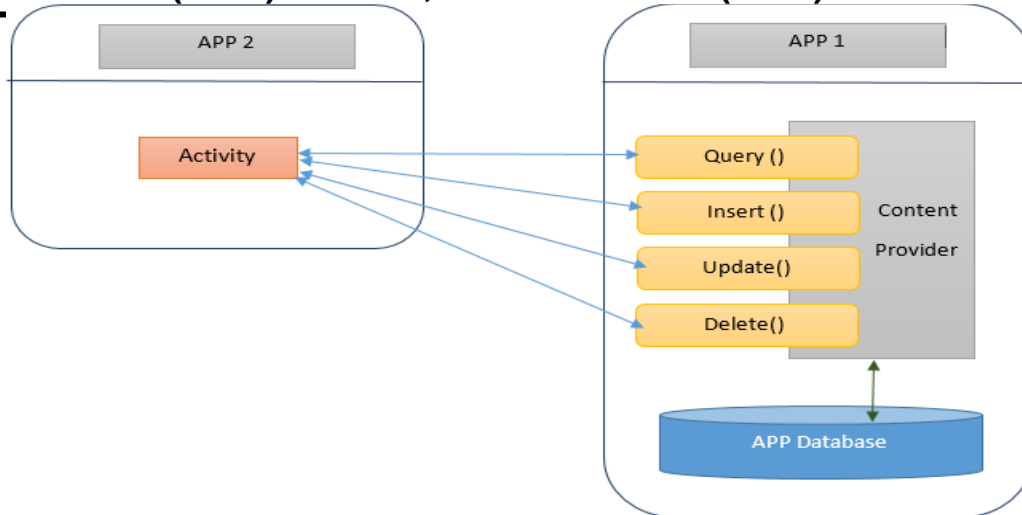 APP 2
APP 1
Activity
Query ()
Insert ()
Update()
Delete()
Content
Provider
APP Database